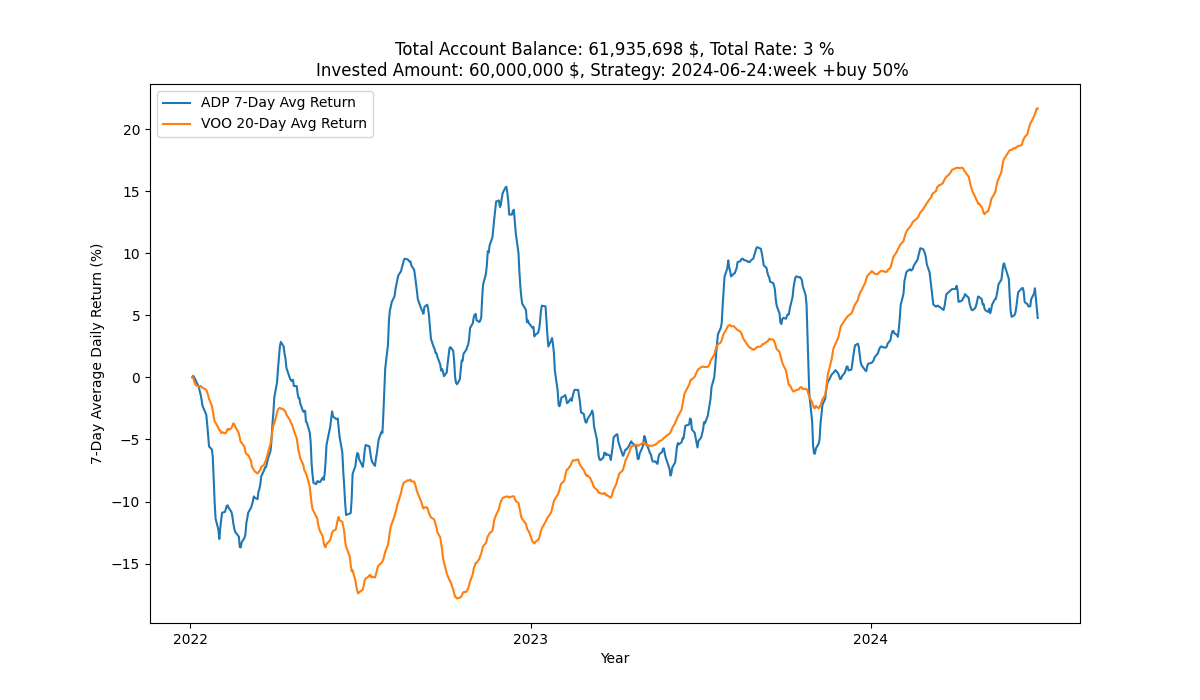 Total Account Balance: 61,935,698 $, Total Rate: 3 %
Invested Amount: 60,000,000 $, Strategy: 2024-06-24:week +buy 50%
ADP 7-Day Avg Return
VOO 20-Day Avg Return
7-Day Average Daily Return (%)
20
15
10
5
0
−5
−10
−15
2022
2023
2024
Year